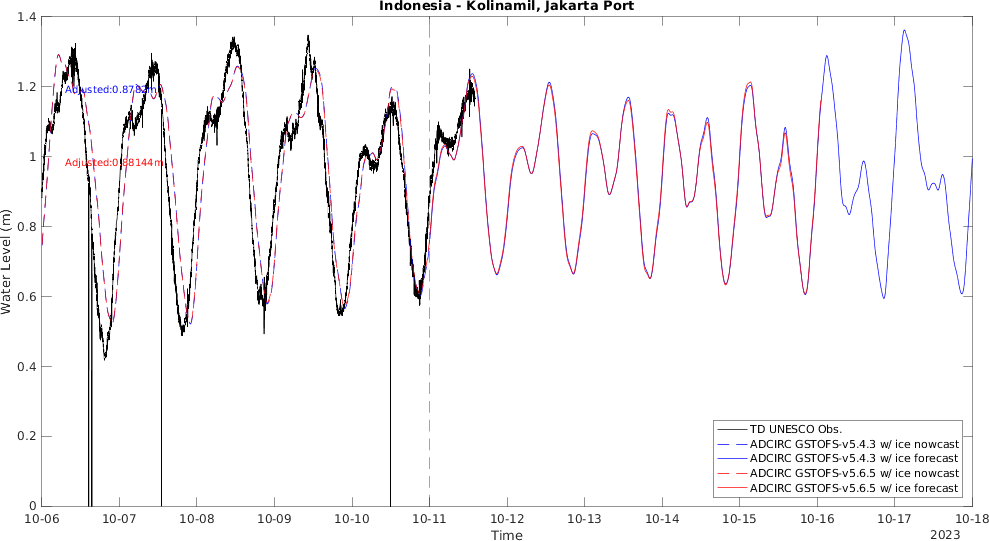 Indonesia - Kolinamil, Jakarta Port
1.4
1.2
1
0.8
0.6
0.4
0.2
0
Water Level (m)
Adjusted:0.8782m
Adjusted:0.88144m
TD UNESCO Obs.
ADCIRC GSTOFS-v5.4.3 w/ ice nowcast
ADCIRC GSTOFS-v5.4.3 w/ ice forecast
ADCIRC GSTOFS-v5.6.5 w/ ice nowcast
ADCIRC GSTOFS-v5.6.5 w/ ice forecast
10-06 10-07 10-08 10-09 10-10 10-11 10-12 10-13 10-14 10-15 10-16 10-17 10-18
Time
2023